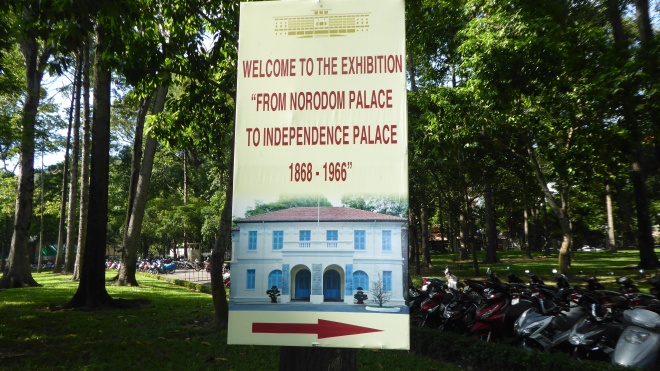 WELCOME TO THE EXHIBITION
"FROM NORODOM PALACE
TO INDEPENDENCE PALACE
1868 - 1966"